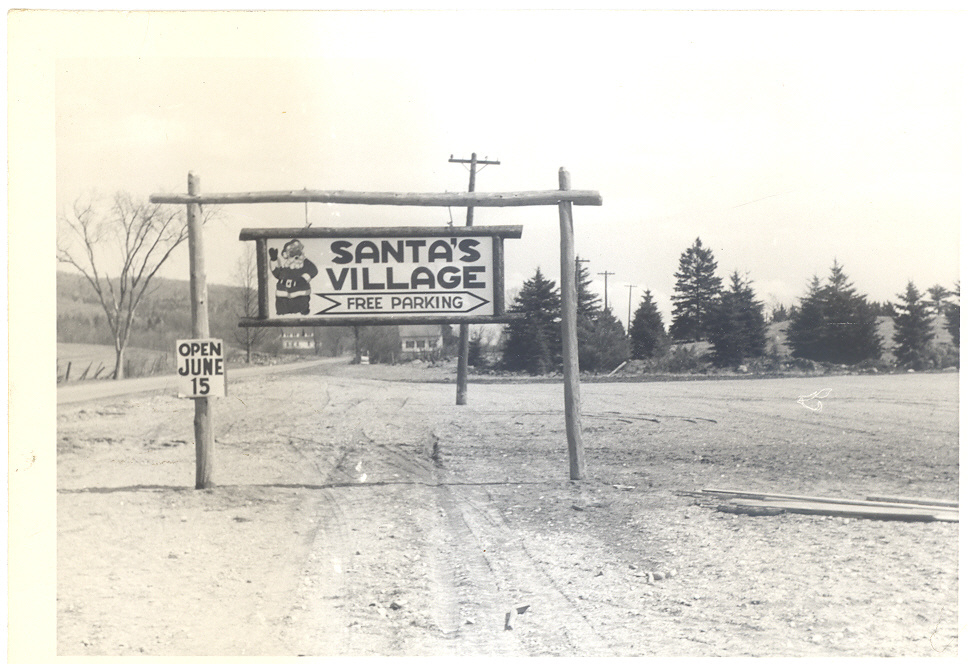 SANTA'S
VILLAGE
FREE PARKING
OPEN
JUNE
15